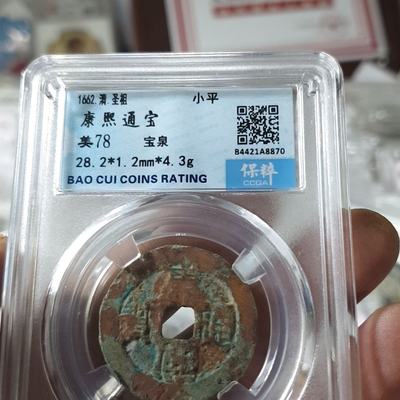 1662.清.圣祖 小平
康熙通宝
美78 宝泉
28.2*1.2mm*4.3g
B4421A8870
BAO CUI COINS RATING
保粹
CCGA